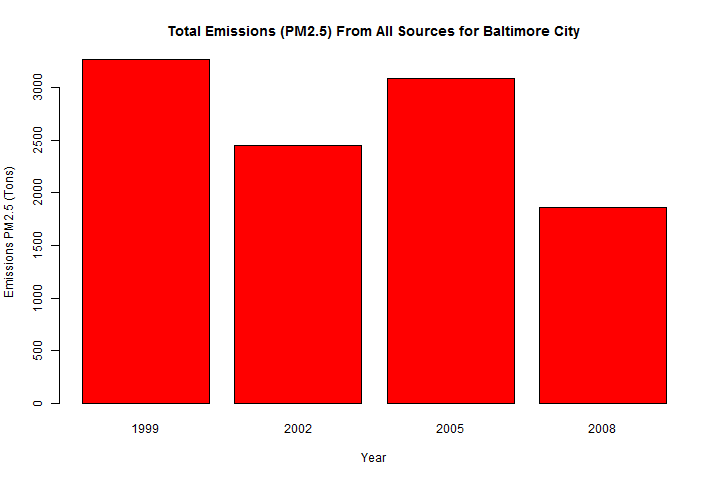 Total Emissions (PM2.5) From All Sources for Baltimore City
Emissions PM2.5 (Tons)
3000
2500
2000
1500
1000
500
0
1999 2002 2005 2008
Year